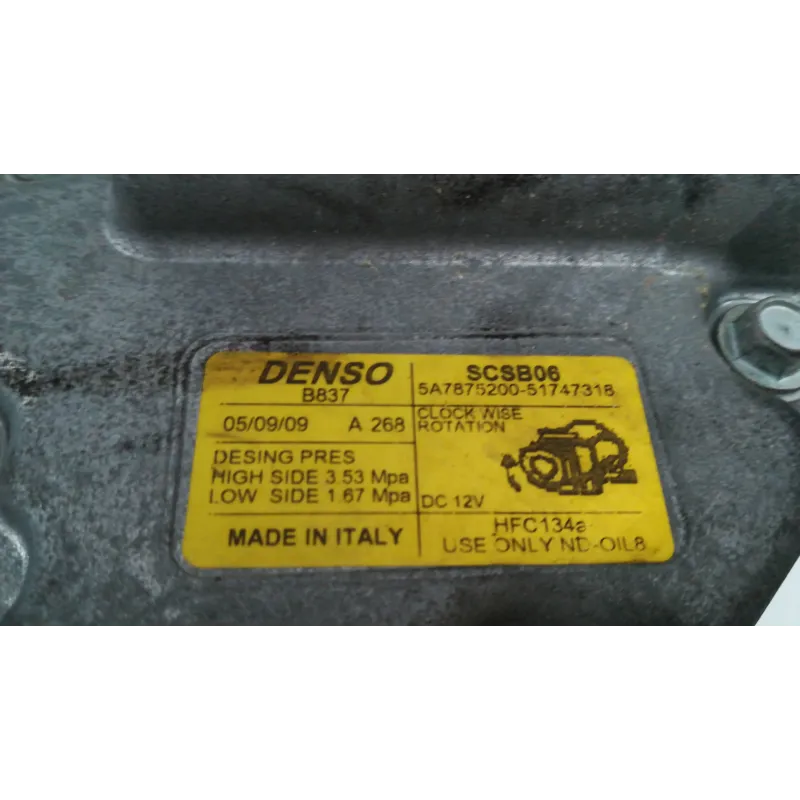 DENSO
B837
05/09/09 A 268
DESING PRES
HIGH SIDE 3.53 Mpa
LOW SIDE 1.67 Mpa
MADE IN ITALY
SCSB06
5A7875200-51747318
CLOCK WISE
ROTATION
DC 12V
HFC134a
USE ONLY ND-OIL8